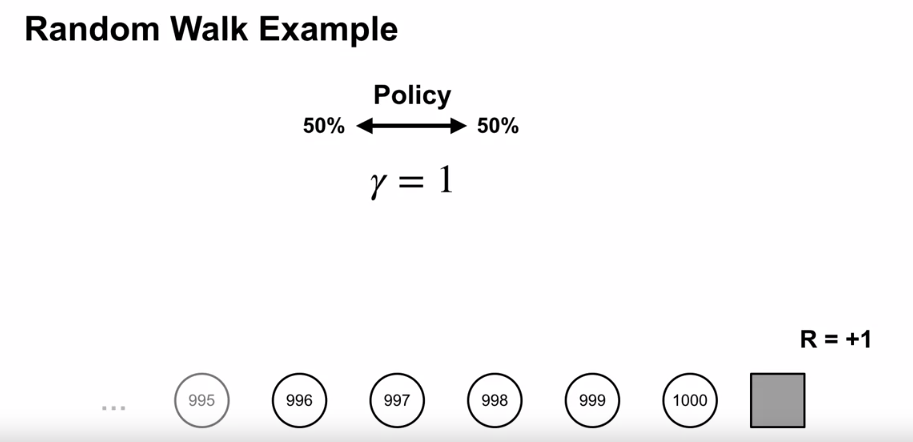 Random Walk Example
Policy
50% 50%
γ = 1
R = +1
... 995 996 997 998 999 1000